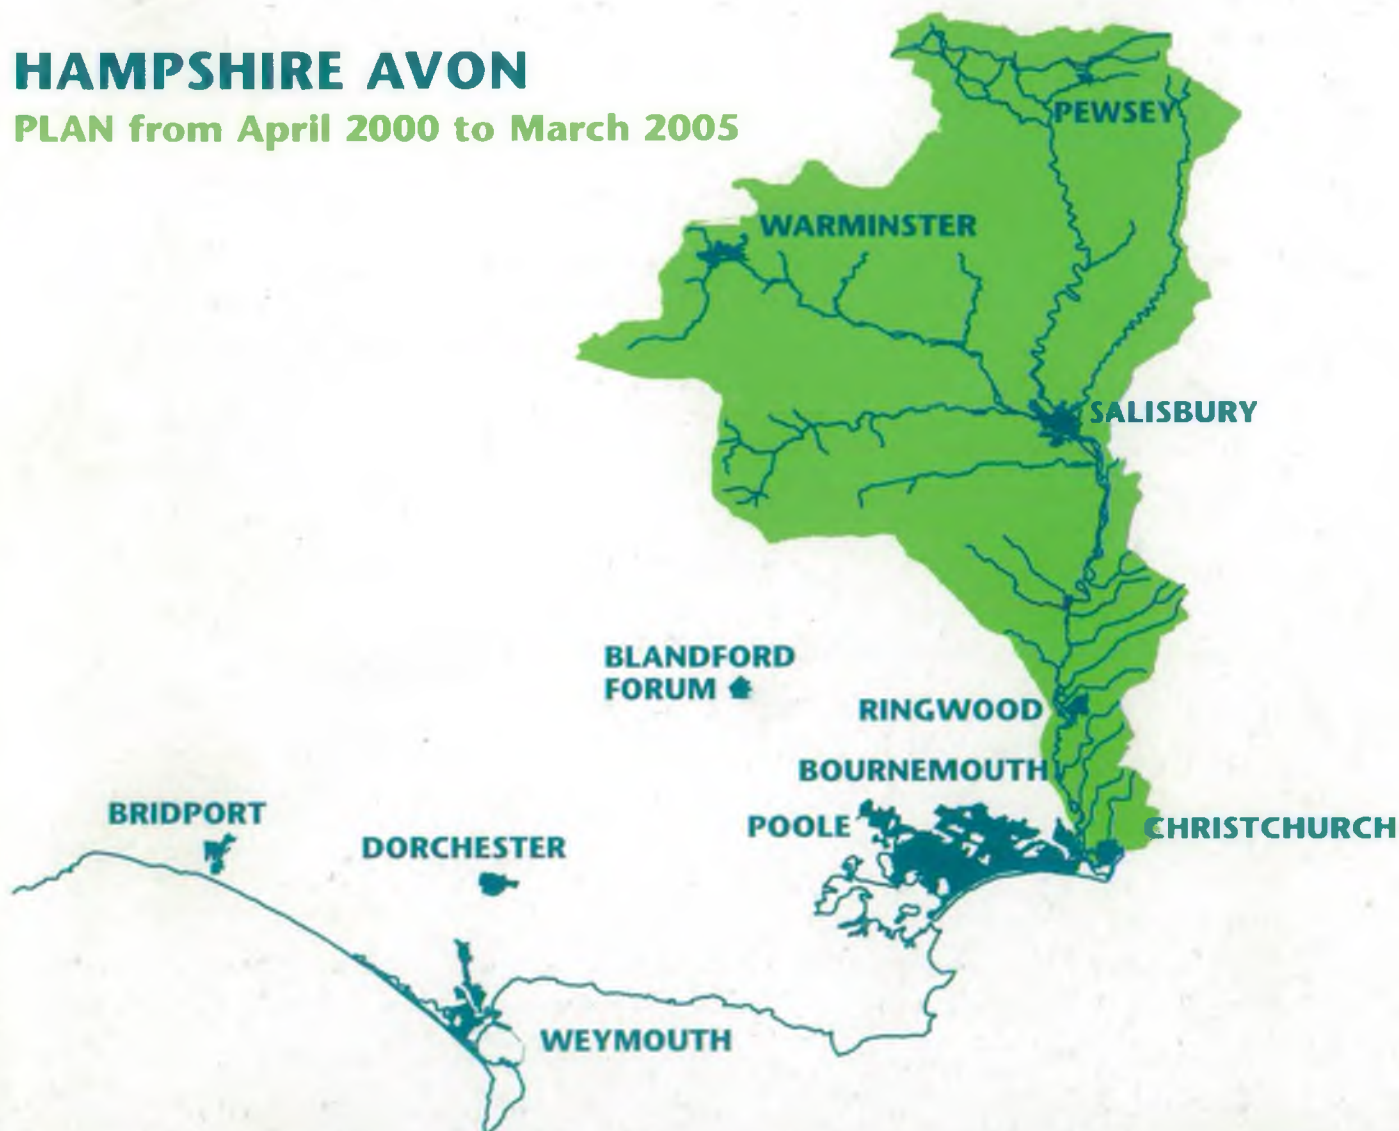 HAMPSHIRE AVON
PLAN from April 2000 to March 2005
PEWSEY
WARMINSTER
SALISBURY
BLANDFORD
FORUM
RINGWOOD
BOURNEMOUTH
BRIDPORT
POOLE
CHRISTCHURCH
DORCHESTER
WEYMOUTH